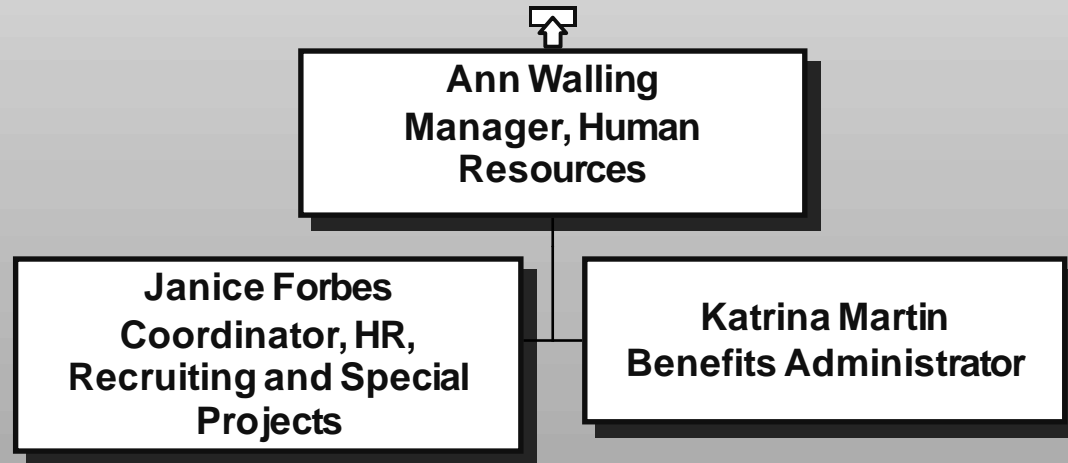 Ann Walling
Manager, Human
Resources
Janice Forbes
Coordinator, HR,
Recruiting and Special
Projects
Katrina Martin
Benefits Administrator